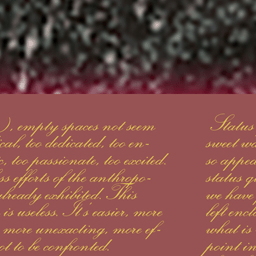 ), empty spaces not seem
cal, too dedicated, too en-
c, too passionate, too excited.
ss efforts of the anthropo-
already exhibited. This
is useless. It's easier, more
more unexacting, more ef-
ot to be confronted.
Status
sweet wo
so appea
status qu
we have
left encl
what is
point in